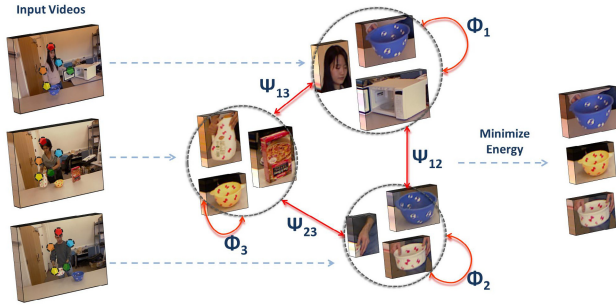 Input Videos
Φ1
Ψ13
Ψ12
Minimize
Energy
Ψ23
Φ3
Φ2